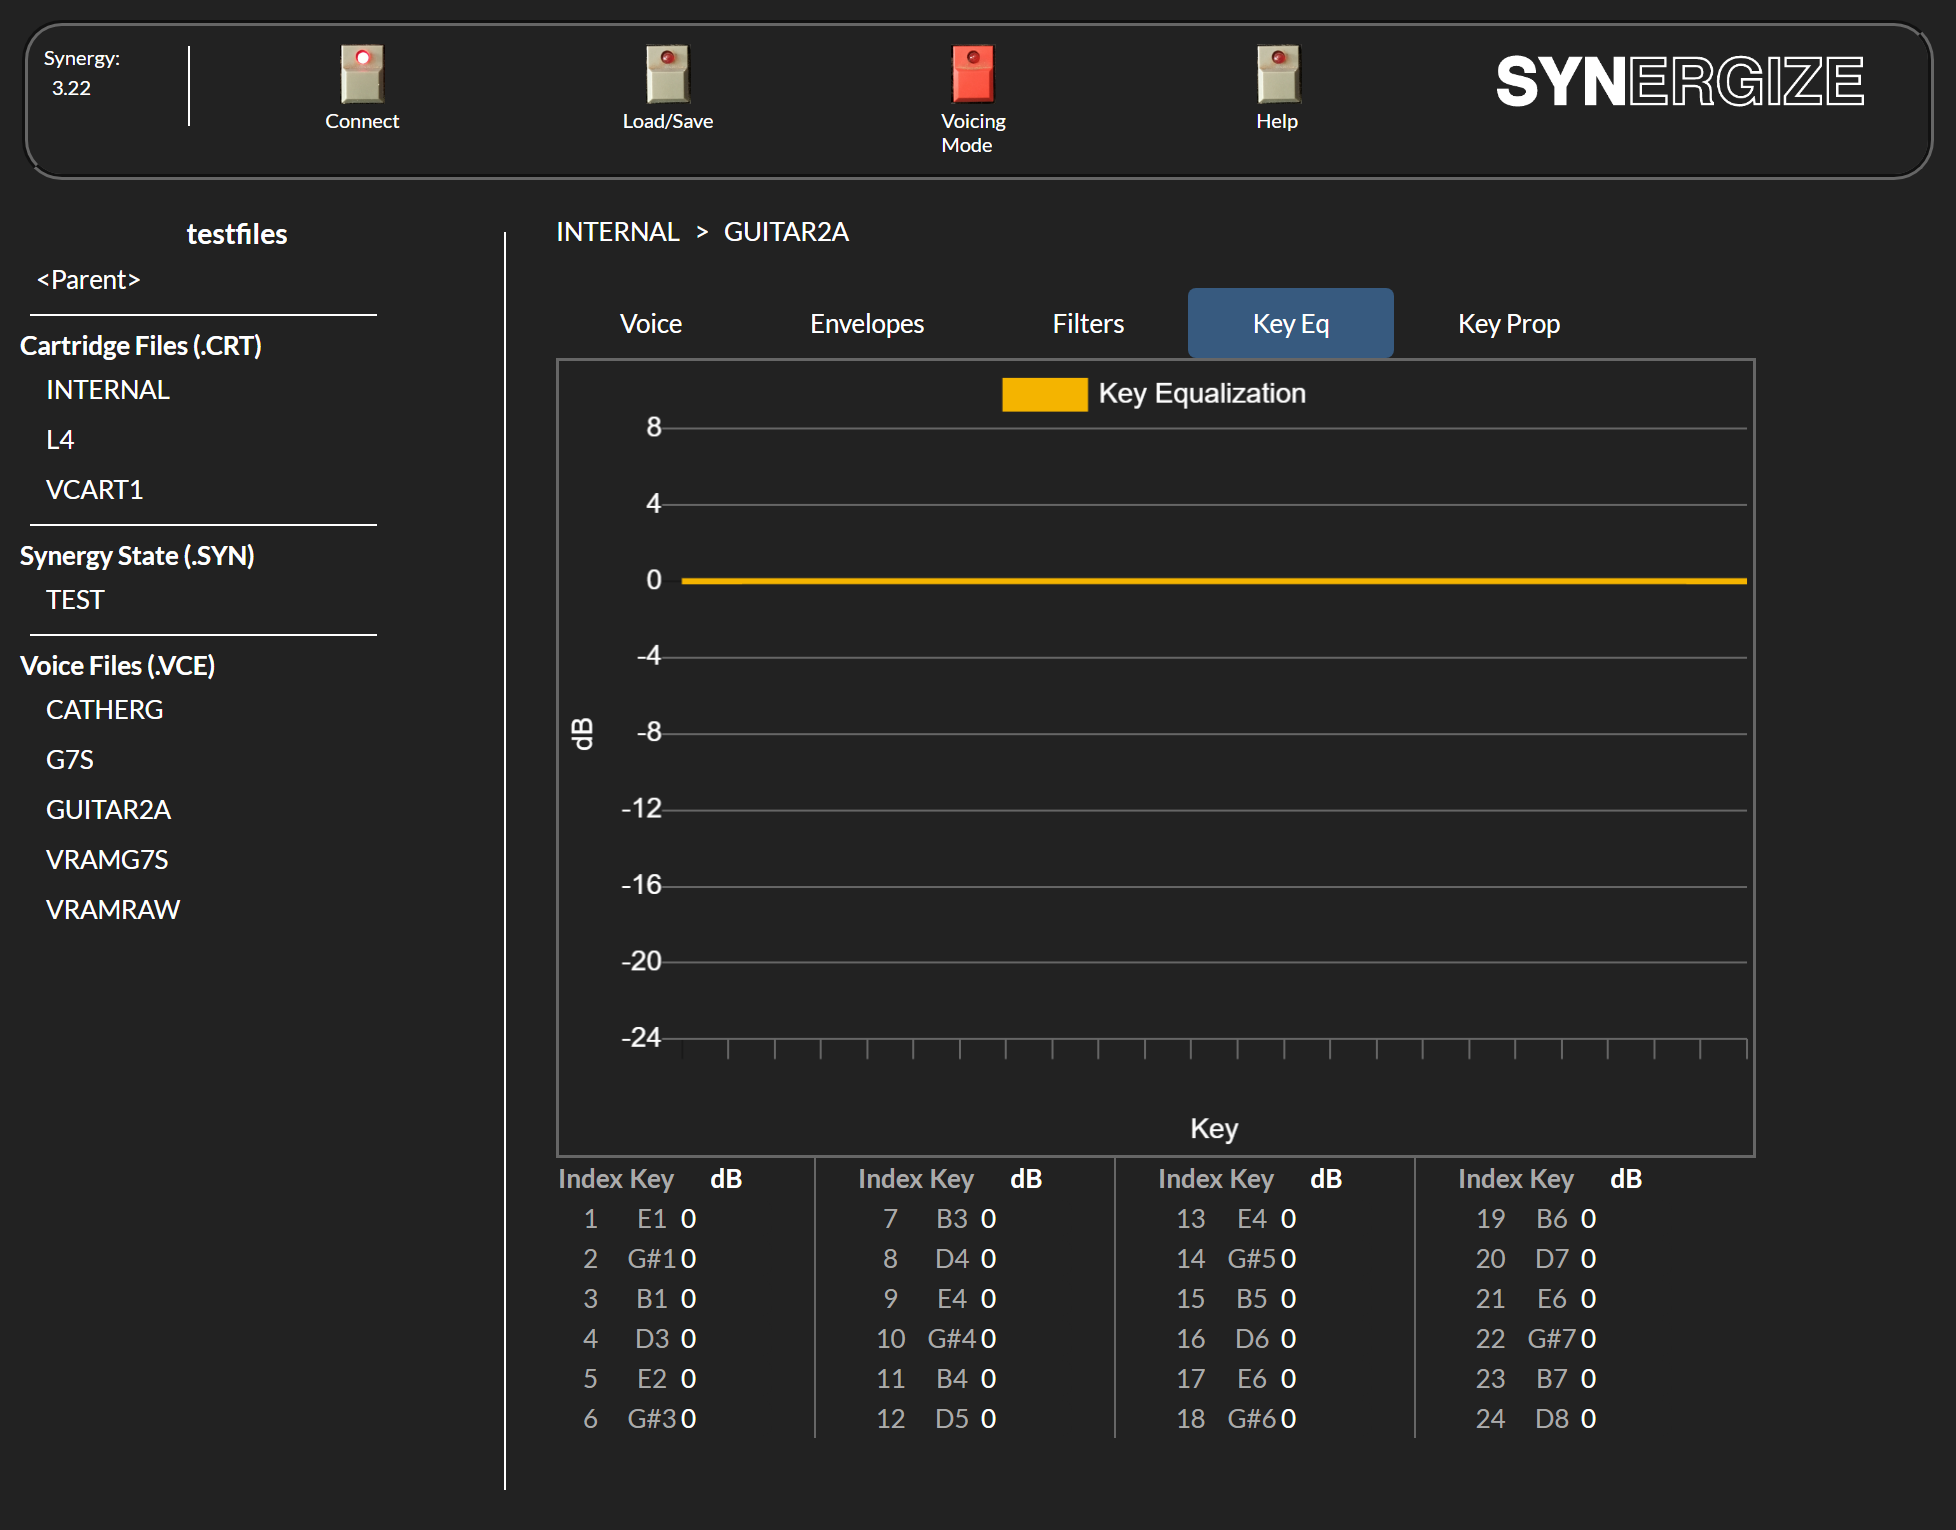 Synergy:
3.22
Connect
Load/Save
Voicing
Mode
Help
SYNERGIZE
testfiles
<Parent>
Cartridge Files (.CRT)
INTERNAL
L4
VCART1
Synergy State (.SYN)
TEST
Voice Files (.VCE)
CATHERG
G7S
GUITAR2A
VRAMG7S
VRAMRAW
INTERNAL > GUITAR2A
Voice Envelopes Filters Key Eq Key Prop
Key Equalization
8
4
0
-4
-8
-12
-16
-20
-24
dB
Key
Index Key dB Index Key dB Index Key dB Index Key dB
1 E1 0 7 B3 0 13 E4 0 19 B6 0
2 G#1 0 8 D4 0 14 G#5 0 20 D7 0
3 B1 0 9 E4 0 15 B5 0 21 E6 0
4 D3 0 10 G#4 0 16 D6 0 22 G#7 0
5 E2 0 11 B4 0 17 E6 0 23 B7 0
6 G#3 0 12 D5 0 18 G#6 0 24 D8 0